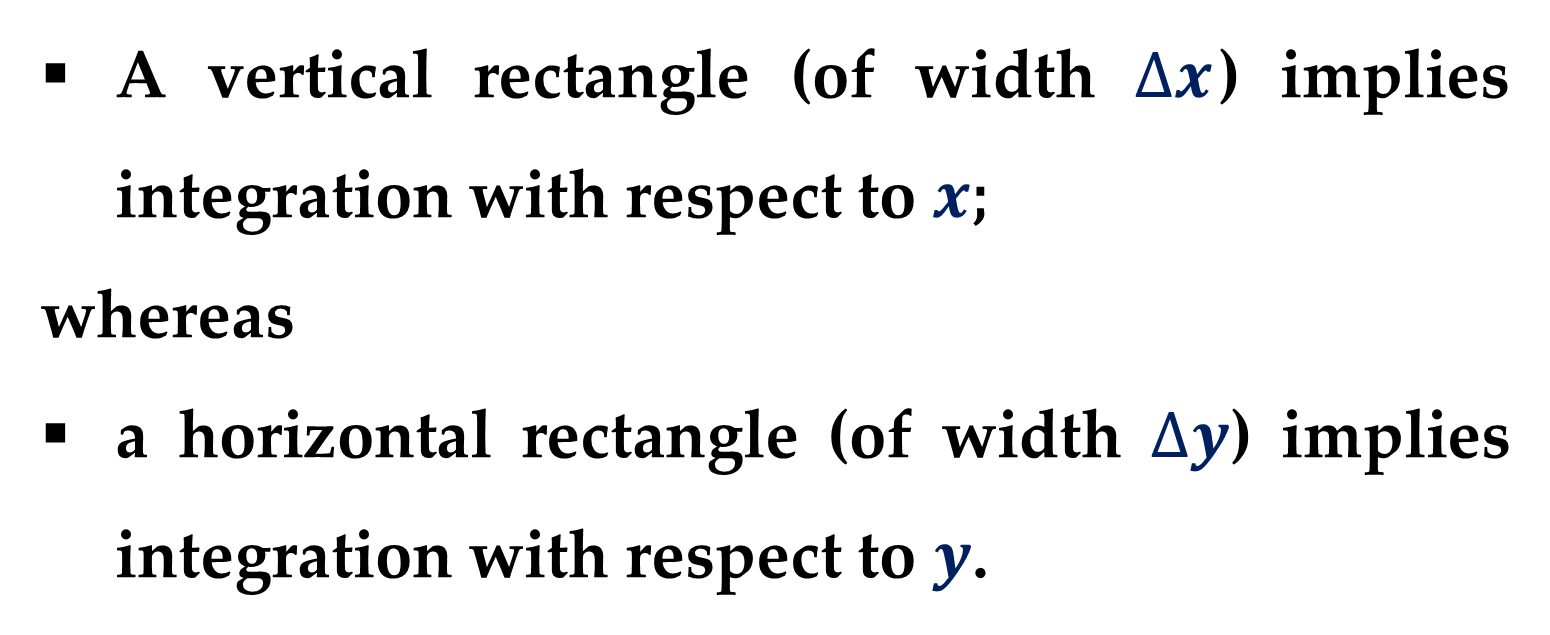 ▪ A vertical rectangle (of width Δx) implies
integration with respect to x;
whereas
▪ a horizontal rectangle (of width Δy) implies
integration with respect to y.